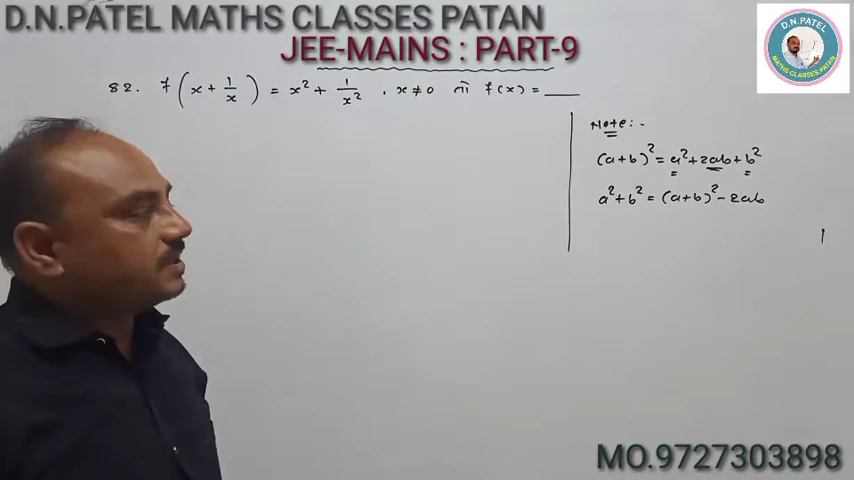 D.N.PATEL MATHS CLASSES PATAN
JEE-MAINS : PART-9
D.N.PATEL
MATHS CLASSES PATAN
82. f(x + 1/x) = x² + 1/x² , x ≠ 0 તો f(x) = ____
Note:-
(a+b)² = a² + 2ab + b²
a² + b² = (a+b)² - 2ab
MO.9727303898